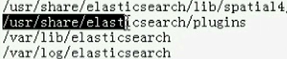 /usr/share/elasticsearch/lib/spatial4
/usr/share/elasticsearch/plugins
/var/lib/elasticsearch
/var/log/elasticsearch